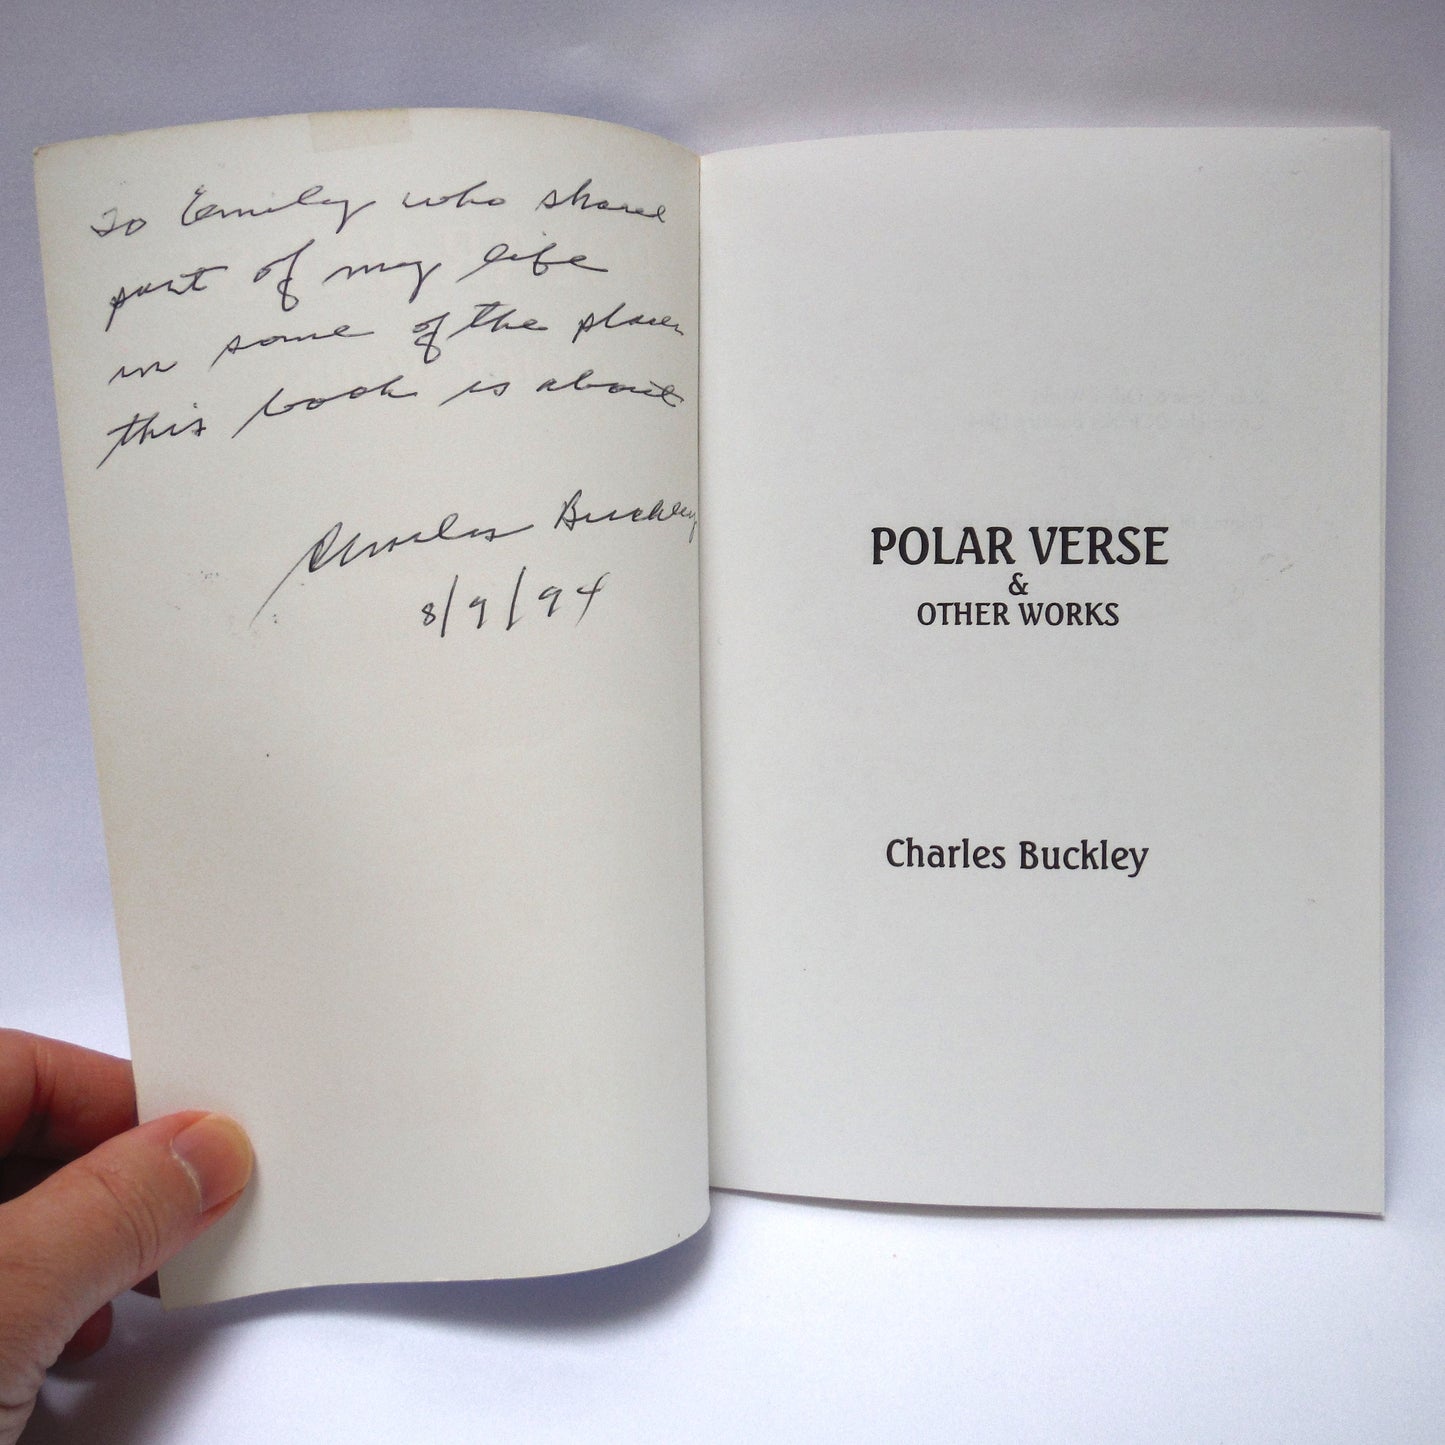 To Emily who shared
part of my life
in some of the places
this book is about
Charles Buckley
8/9/94
POLAR VERSE
&
OTHER WORKS
Charles Buckley